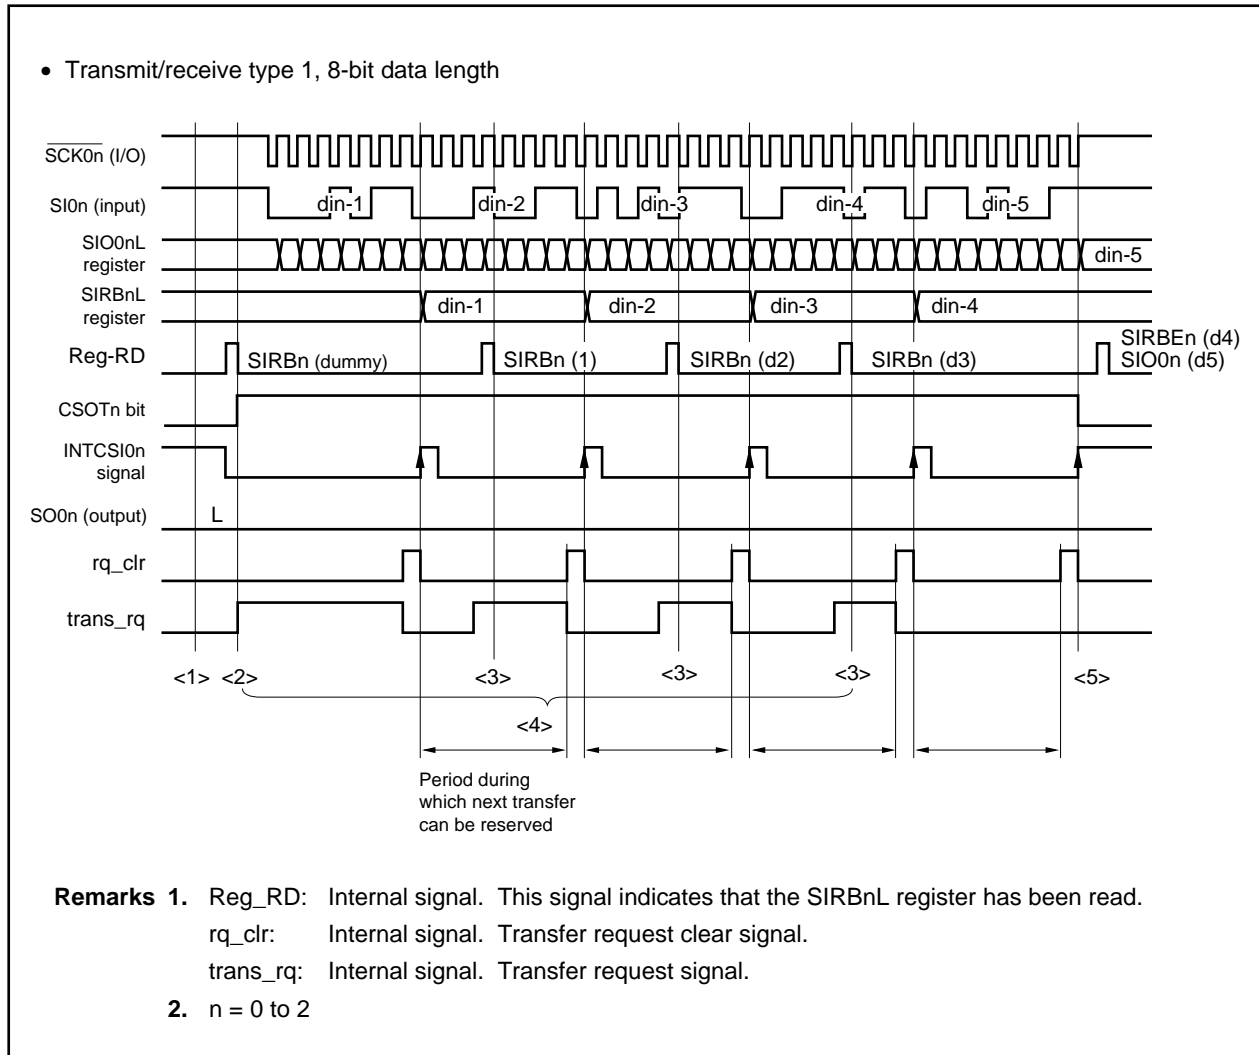 • Transmit/receive type 1, 8-bit data length
SCK0n (I/O)
SI0n (input)
din-1 din-2 din-3 din-4 din-5
SIO0nL
register
din-5
SIRBnL
register
din-1 din-2 din-3 din-4
Reg-RD
SIRBn (dummy) SIRBn (1) SIRBn (d2) SIRBn (d3)
SIRBEn (d4)
SIO0n (d5)
CSOTn bit
INTCSI0n
signal
SO0n (output) L
rq_clr
trans_rq
<1> <2> <3> <3> <3> <5>
<4>
Period during
which next transfer
can be reserved
Remarks 1. Reg_RD: Internal signal. This signal indicates that the SIRBnL register has been read.
rq_clr: Internal signal. Transfer request clear signal.
trans_rq: Internal signal. Transfer request signal.
2. n = 0 to 2